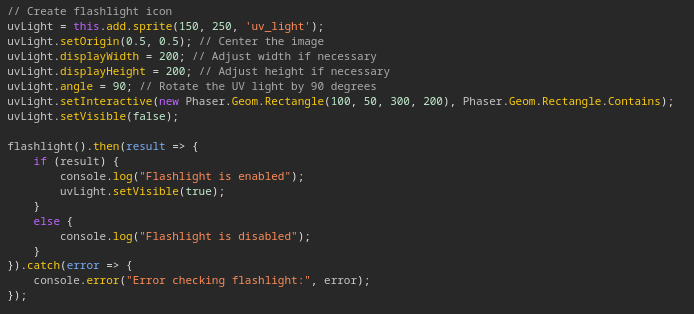 // Create flashlight icon
uvLight = this.add.sprite(150, 250, 'uv_light');
uvLight.setOrigin(0.5, 0.5); // Center the image
uvLight.displayWidth = 200; // Adjust width if necessary
uvLight.displayHeight = 200; // Adjust height if necessary
uvLight.angle = 90; // Rotate the UV light by 90 degrees
uvLight.setInteractive(new Phaser.Geom.Rectangle(100, 50, 300, 200), Phaser.Geom.Rectangle.Contains);
uvLight.setVisible(false);

flashlight().then(result => {
    if (result) {
        console.log("Flashlight is enabled");
        uvLight.setVisible(true);
    }
    else {
        console.log("Flashlight is disabled");
    }
}).catch(error => {
    console.error("Error checking flashlight:", error);
});